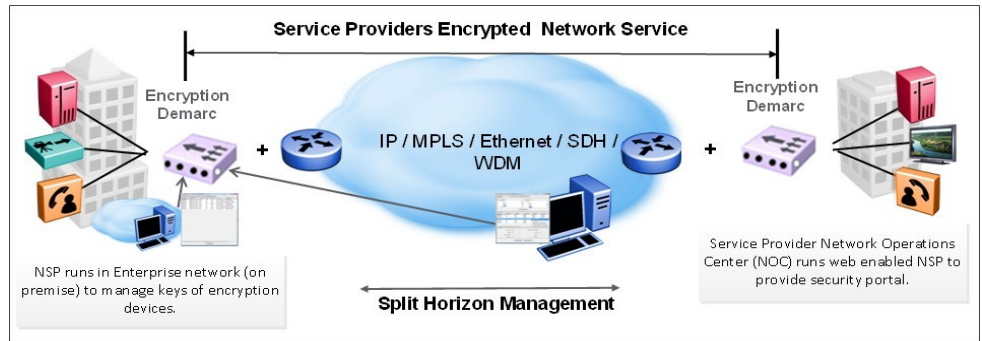 Service Providers Encrypted Network Service
Encryption
Demarc
Encryption
Demarc
+
IP / MPLS / Ethernet / SDH /
WDM
+
NSP runs in Enterprise network (on
premise) to manage keys of encryption
devices.
Service Provider Network Operations
Center (NOC) runs web enabled NSP to
provide security portal.
Split Horizon Management